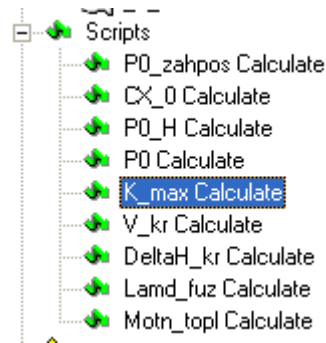 Scripts
P0_zahpos Calculate
CX_0 Calculate
P0_H Calculate
P0 Calculate
K_max Calculate
V_kr Calculate
DeltaH_kr Calculate
Lamd_fuz Calculate
Motn_topl Calculate